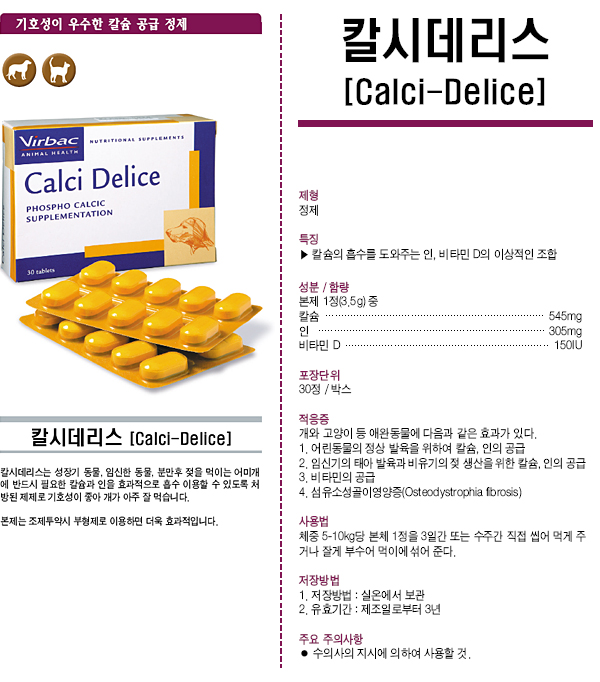 기호성이 우수한 칼슘 공급 정제
Virbac
ANIMAL HEALTH
NUTRITIONAL SUPPLEMENTS
Calci Delice
PHOSPHO CALCIC
SUPPLEMENTATION
30 tablets
칼시데리스 [Calci-Delice]
칼시데리스는 성장기 동물, 임신한 동물, 분만후 젖을 먹이는 어미개
에 반드시 필요한 칼슘과 인을 효과적으로 흡수 이용할 수 있도록 처
방된 제제로 기호성이 좋아 개가 아주 잘 먹습니다.
본제는 조제투약시 부형제로 이용하면 더욱 효과적입니다.
칼시데리스
[Calci-Delice]
제형
정제
특징
▶ 칼슘의 흡수를 도와주는 인, 비타민 D의 이상적인 조합
성분 / 함량
본제 1정(3.5g) 중
칼슘 545mg
인 305mg
비타민 D 150IU
포장단위
30정 / 박스
적응증
개와 고양이 등 애완동물에 다음과 같은 효과가 있다.
1. 어린동물의 정상 발육을 위하여 칼슘, 인의 공급
2. 임신기의 태아 발육과 비유기의 젖 생산을 위한 칼슘, 인의 공급
3. 비타민의 공급
4. 섬유소성골이영양증(Osteodystrophia fibrosis)
사용법
체중 5-10kg당 본체 1정을 3일간 또는 수주간 직접 씹어 먹게 주
거나 잘게 부수어 먹이에 섞어 준다.
저장방법
1. 저장방법 : 실온에서 보관
2. 유효기간 : 제조일로부터 3년
주요 주의사항
● 수의사의 지시에 의하여 사용할 것.